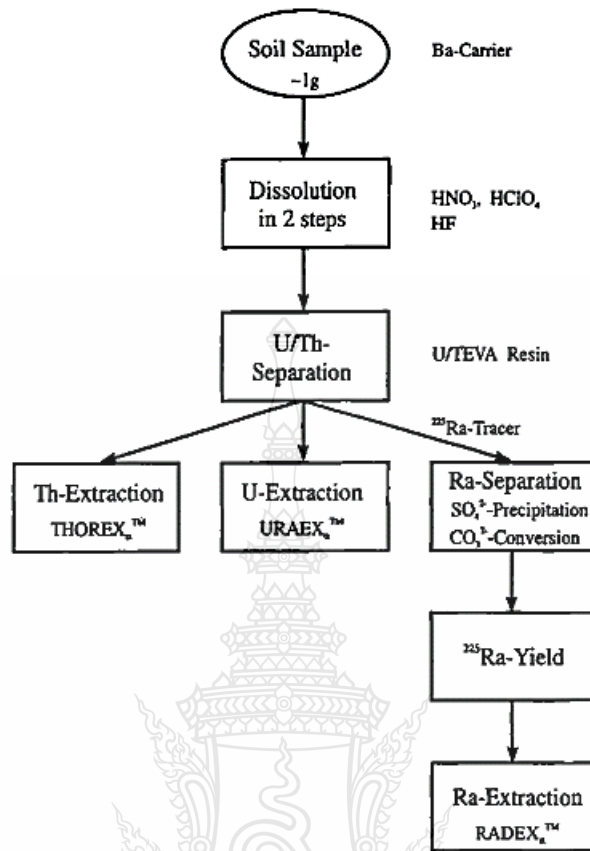 Soil Sample
~1g
Ba-Carrier
Dissolution
in 2 steps
HNO₃, HClO₄
HF
U/Th-
Separation
U/TEVA Resin
²²⁵Ra-Tracer
Th-Extraction
THOREXα™
U-Extraction
URAEXα™
Ra-Separation
SO₄²⁻-Precipitation
CO₃²⁻-Conversion
²²⁵Ra-Yield
Ra-Extraction
RADEXα™